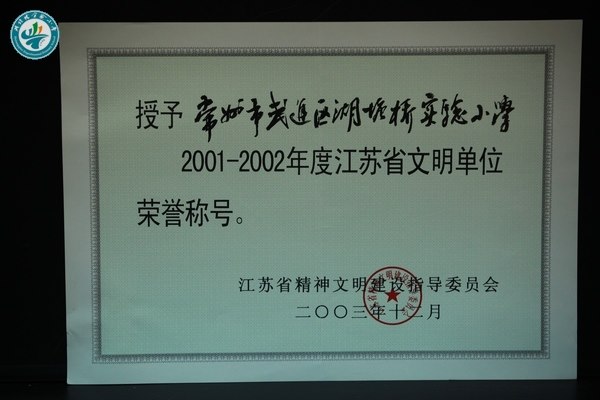 授予 常州市武进区湖塘桥实验小学
2001-2002年度江苏省文明单位
荣誉称号。
江苏省精神文明建设指导委员会
二〇〇三年十二月